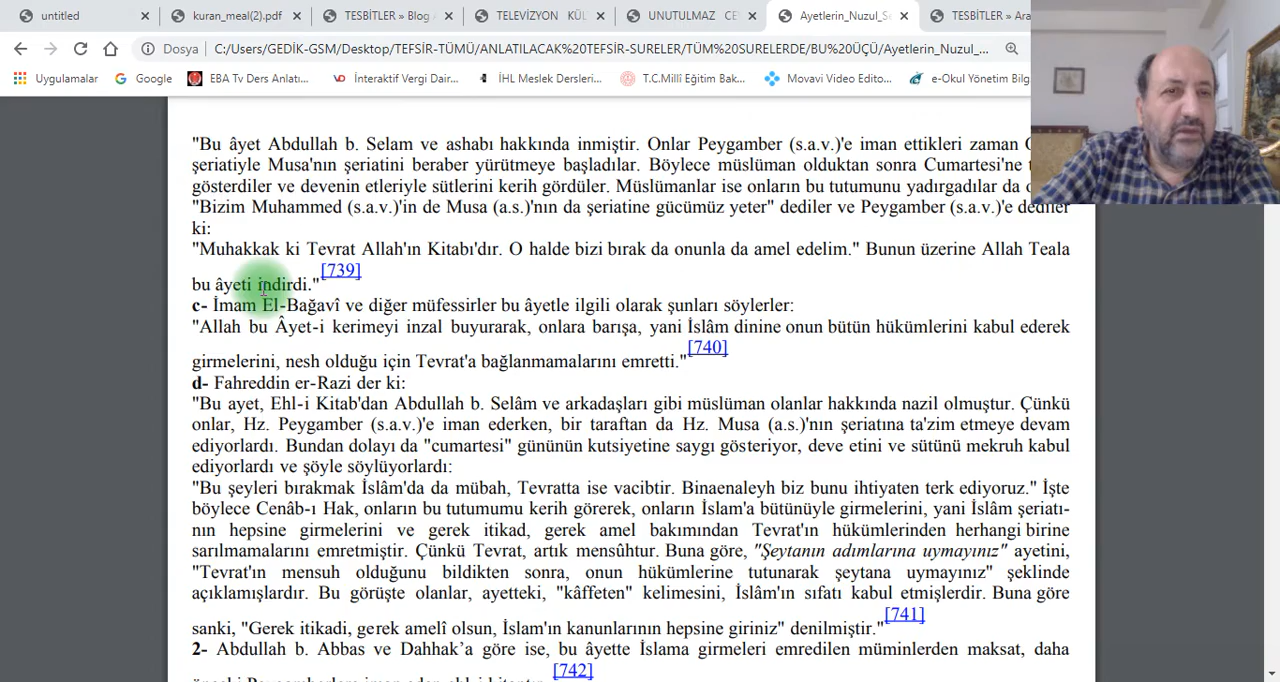 untitled
kuran_meal(2).pdf
TESBİTLER » Blog
TELEVİZYON KÜL
UNUTULMAZ
Ayetlerin_Nuzul_S
TESBİTLER » Ara
Dosya
C:/Users/GEDİK-GSM/Desktop/TEFSİR-TÜMÜ/ANLATILACAK%20TEFSİR-SURELER/TÜM%20SURELERDE/BU%20ÜÇÜ/Ayetlerin_Nuzul_...
Uygulamalar
Google
EBA Tv Ders Anlatı...
İnteraktif Vergi Dair...
İHL Meslek Dersleri...
T.C.Millî Eğitim Bak...
Movavi Video Edito...
e-Okul Yönetim Bilg
"Bu âyet Abdullah b. Selam ve ashabı hakkında inmiştir. Onlar Peygamber (s.a.v.)'e iman ettikleri zaman
şeriatiyle Musa'nın şeriatini beraber yürütmeye başladılar. Böylece müslüman olduktan sonra Cumartesi'ne
gösterdiler ve devenin etleriyle sütlerini kerih gördüler. Müslümanlar ise onların bu tutumunu yadırgadılar da
"Bizim Muhammed (s.a.v.)'in de Musa (a.s.)'nın da şeriatine gücümüz yeter" dediler ve Peygamber (s.a.v.)'e dediler
ki:
"Muhakkak ki Tevrat Allah'ın Kitabı'dır. O halde bizi bırak da onunla da amel edelim." Bunun üzerine Allah Teala
bu âyeti indirdi."[739]
c- İmam El-Bağavî ve diğer müfessirler bu âyetle ilgili olarak şunları söylerler:
"Allah bu Âyet-i kerimeyi inzal buyurarak, onlara barışa, yani İslâm dinine onun bütün hükümlerini kabul ederek
girmelerini, nesh olduğu için Tevrat'a bağlanmamalarını emretti."[740]
d- Fahreddin er-Razi der ki:
"Bu ayet, Ehl-i Kitab'dan Abdullah b. Selâm ve arkadaşları gibi müslüman olanlar hakkında nazil olmuştur. Çünkü
onlar, Hz. Peygamber (s.a.v.)'e iman ederken, bir taraftan da Hz. Musa (a.s.)'nın şeriatına ta'zim etmeye devam
ediyorlardı. Bundan dolayı da "cumartesi" gününün kutsiyetine saygı gösteriyor, deve etini ve sütünü mekruh kabul
ediyorlardı ve şöyle söylüyorlardı:
"Bu şeyleri bırakmak İslâm'da da mübah, Tevratta ise vacibtir. Binaenaleyh biz bunu ihtiyaten terk ediyoruz." İşte
böylece Cenâb-ı Hak, onların bu tutumumu kerih görerek, onların İslam'a bütünüyle girmelerini, yani İslâm şeriatı-
nın hepsine girmelerini ve gerek itikad, gerek amel bakımından Tevrat'ın hükümlerinden herhangi birine
sarılmamalarını emretmiştir. Çünkü Tevrat, artık mensûhtur. Buna göre, "Şeytanın adımlarına uymayınız" ayetini,
"Tevrat'ın mensuh olduğunu bildikten sonra, onun hükümlerine tutunarak şeytana uymayınız" şeklinde
açıklamışlardır. Bu görüşte olanlar, ayetteki, "kâffeten" kelimesini, İslâm'ın sıfatı kabul etmişlerdir. Buna göre
sanki, "Gerek itikadi, gerek amelî olsun, İslam'ın kanunlarının hepsine giriniz" denilmiştir."[741]
2- Abdullah b. Abbas ve Dahhak'a göre ise, bu âyette İslama girmeleri emredilen müminlerden maksat, daha
[742]